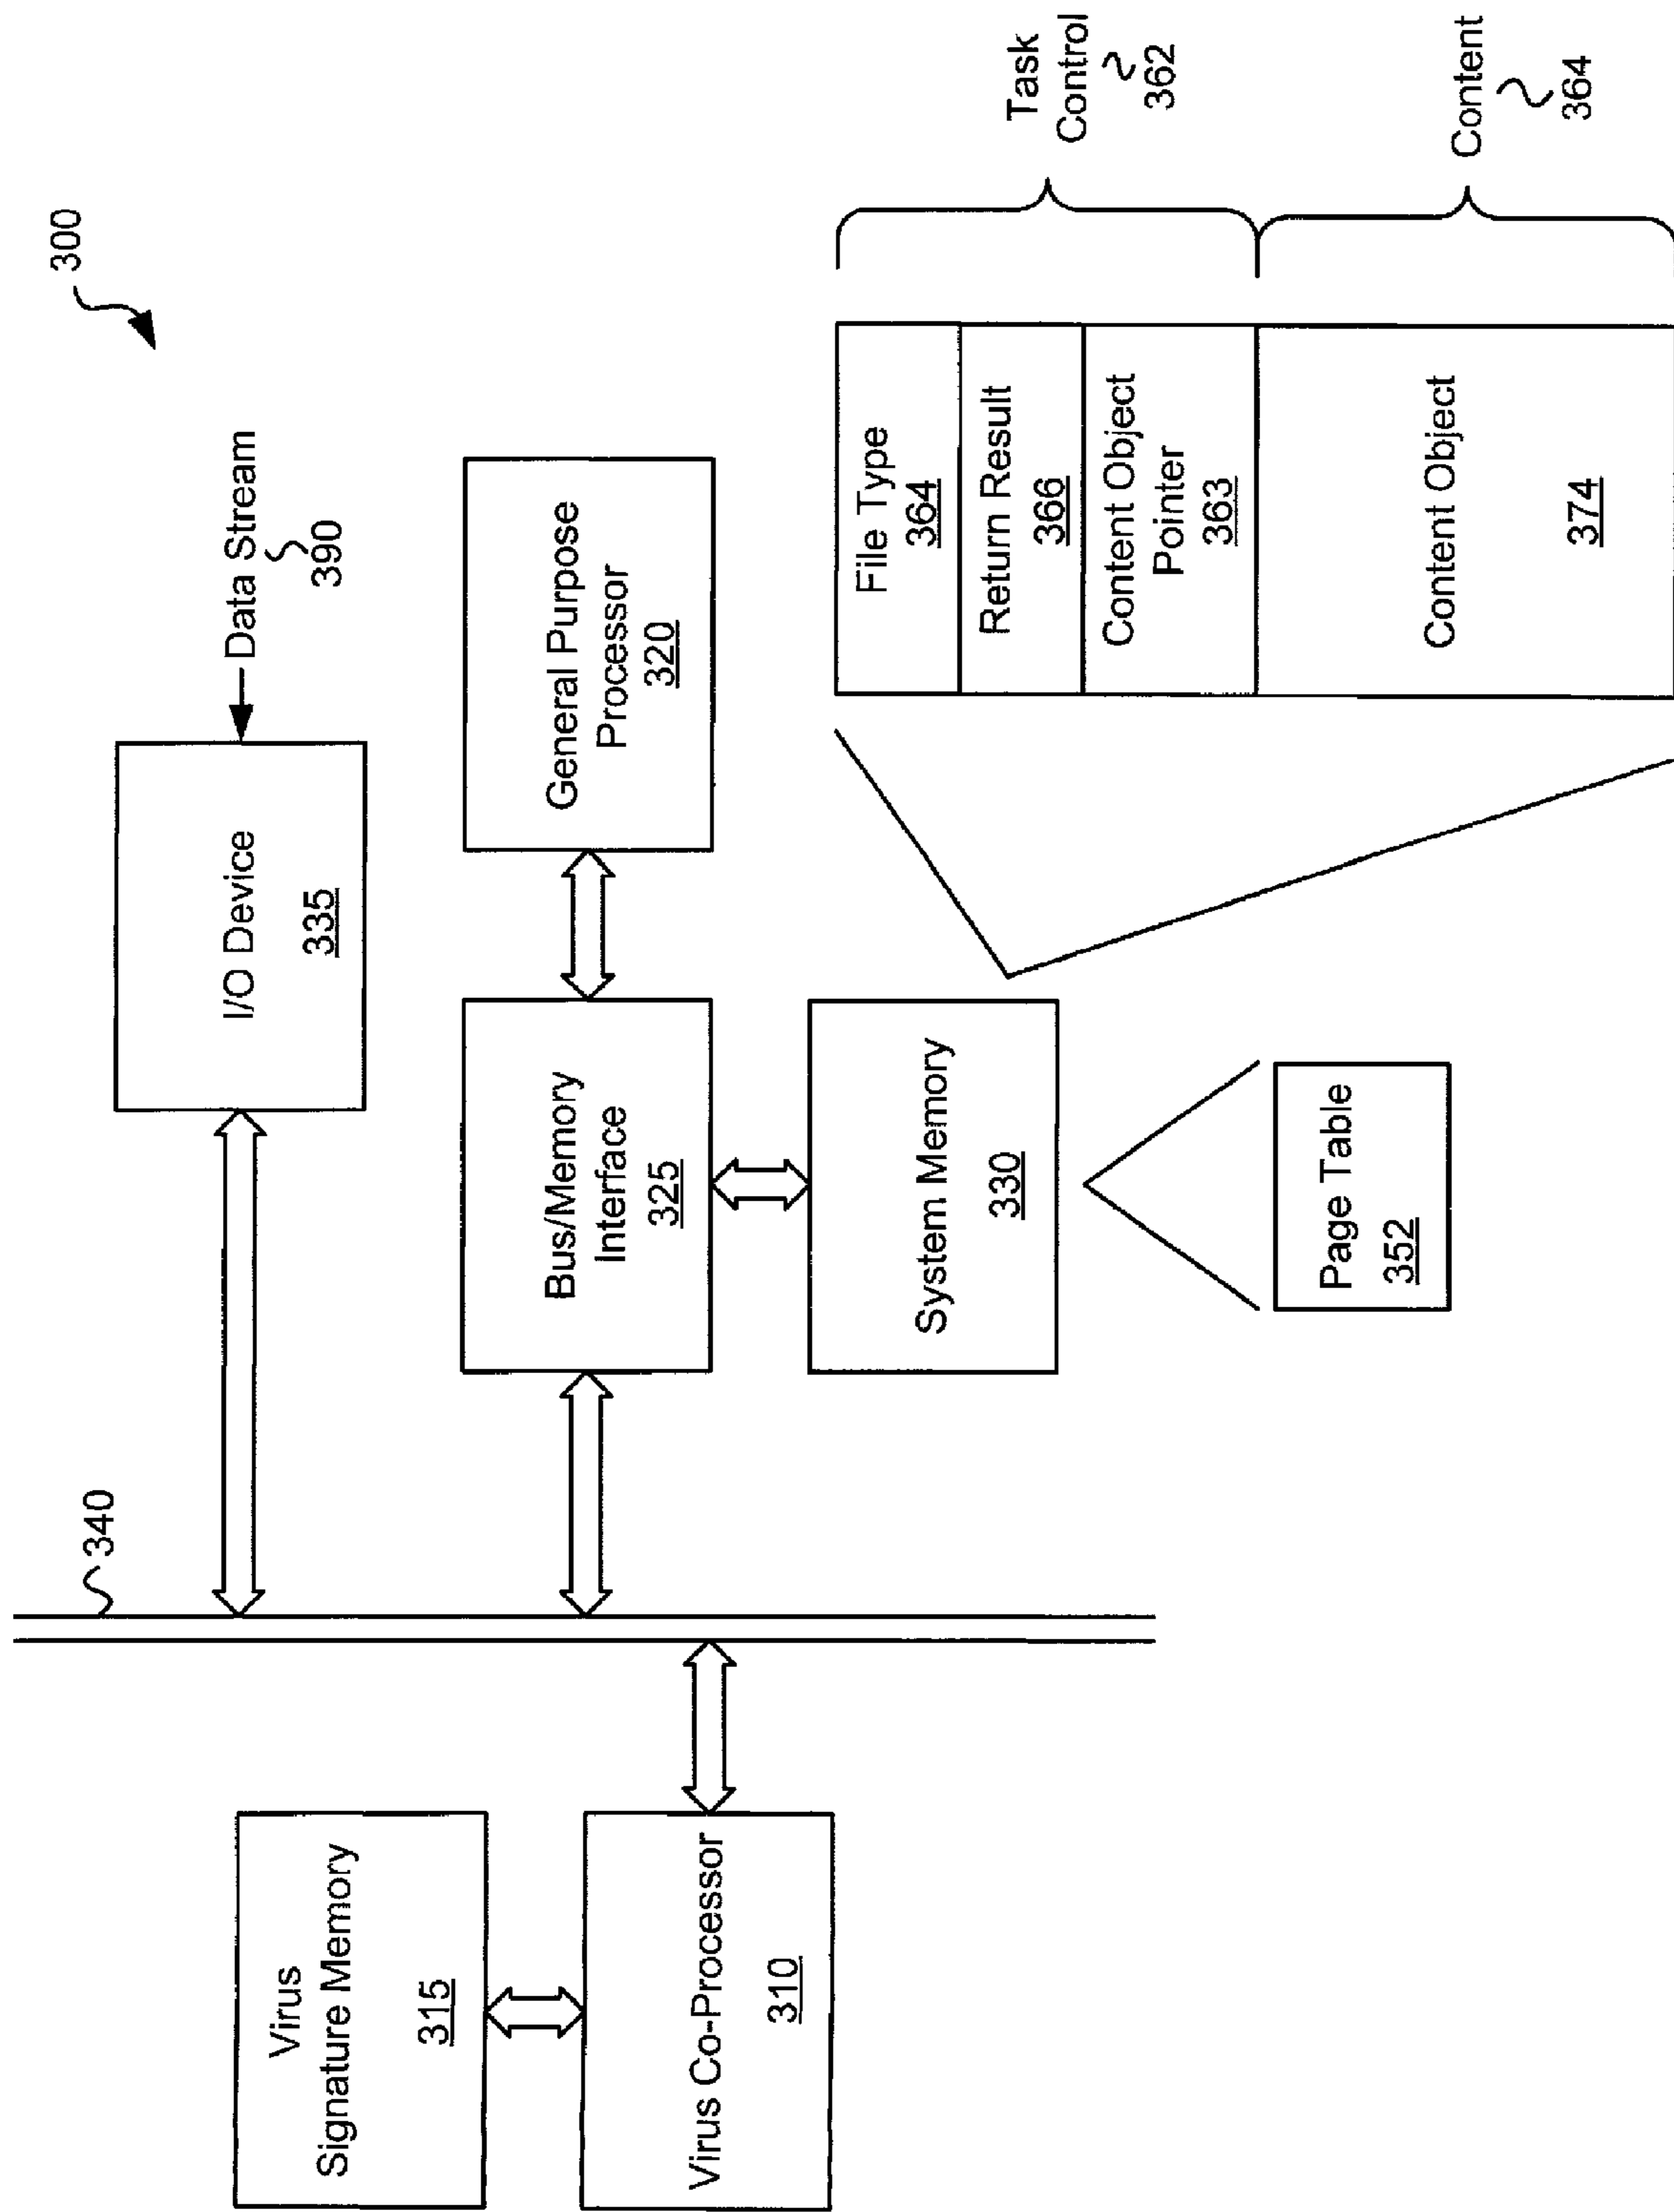 300
340
Data Stream
390
I/O Device
335
Virus
Signature Memory
315
Virus Co-Processor
310
Bus/Memory
Interface
325
General Purpose
Processor
320
System Memory
330
Page Table
352
File Type
364
Return Result
366
Content Object
Pointer
363
Content Object
374
Task
Control
362
Content
364